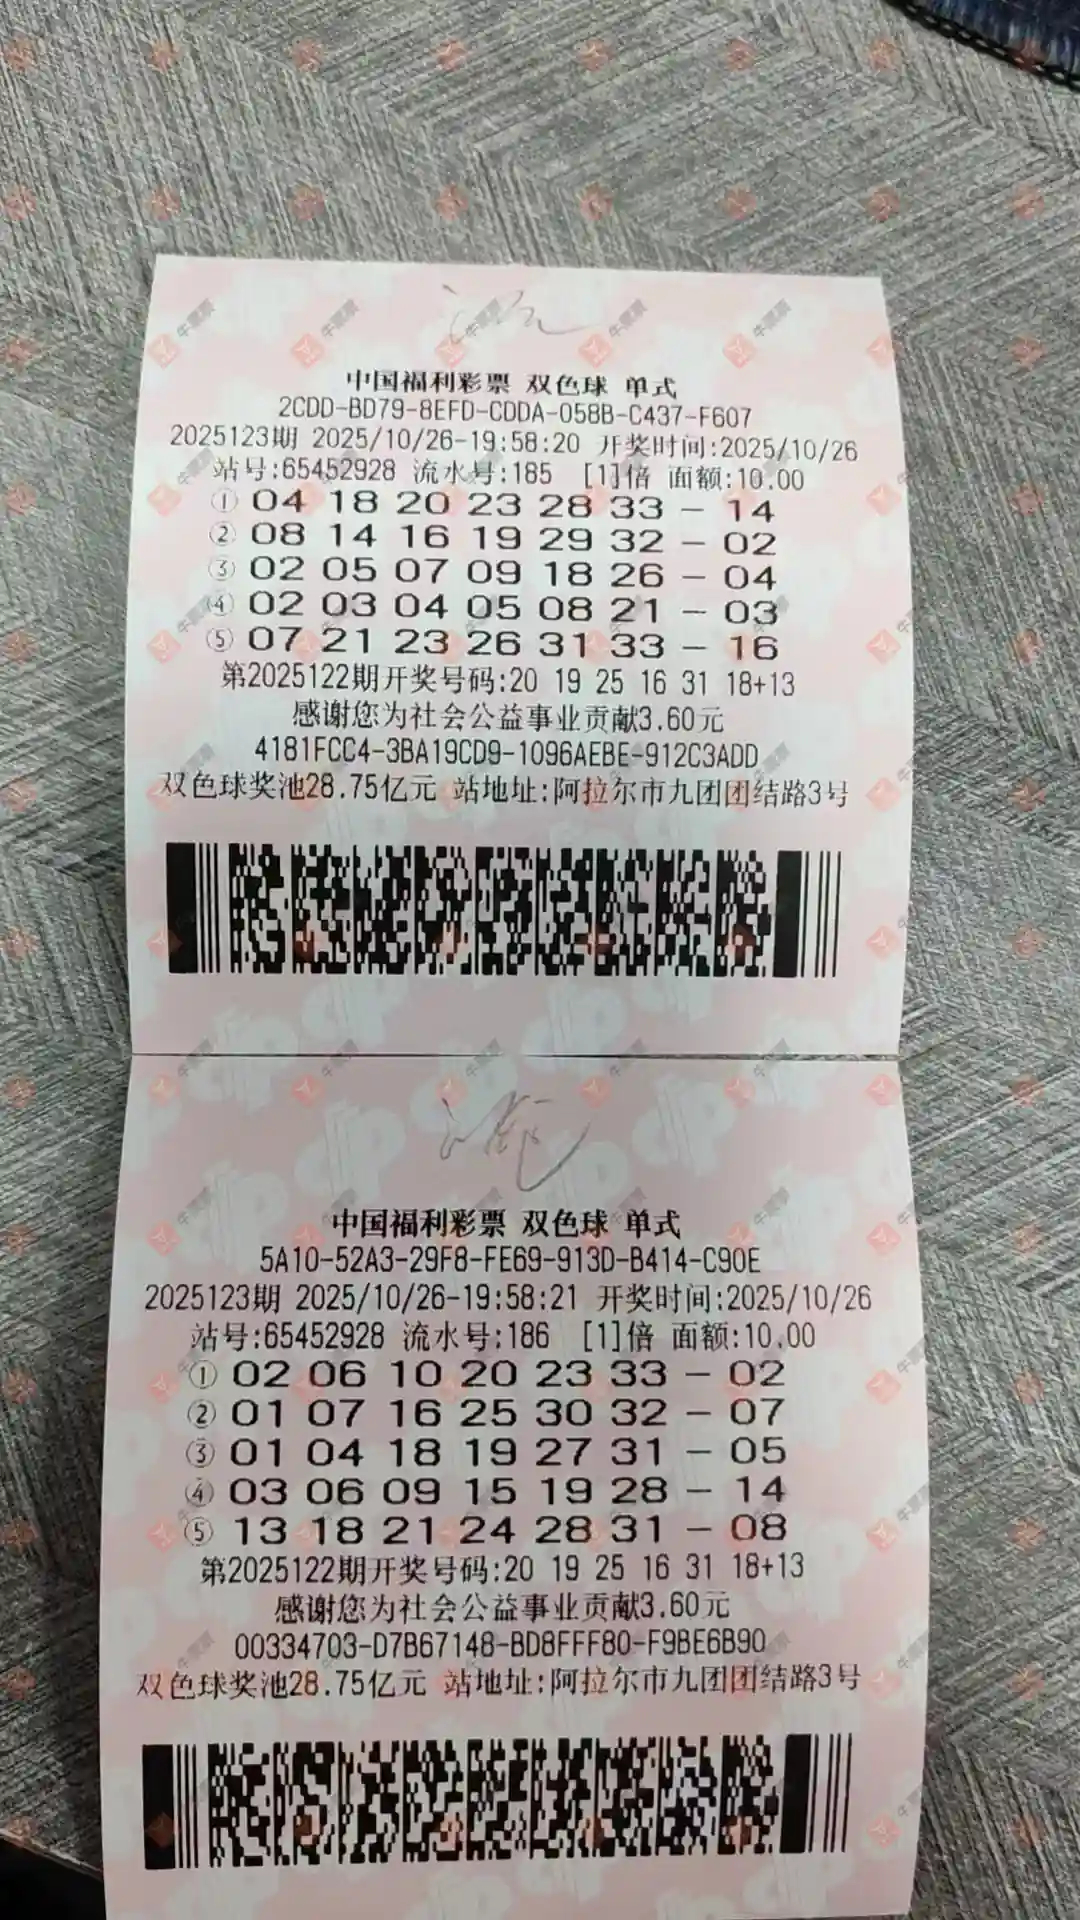 中国福利彩票 双色球 单式
2CDD-BD79-8EFD-CDDA-058B-C437-F607
2025123期 2025/10/26-19:58:20 开奖时间:2025/10/26
站号:65452928 流水号:185 [1]倍 面额:10.00
① 04 18 20 23 28 33 - 14
② 08 14 16 19 29 32 - 02
③ 02 05 07 09 18 26 - 04
④ 02 03 04 05 08 21 - 03
⑤ 07 21 23 26 31 33 - 16
第2025122期开奖号码:20 19 25 16 31 18+13
感谢您为社会公益事业贡献3.60元
4181FCC4-3BA19CD9-1096AEBE-912C3ADD
双色球奖池28.75亿元 站地址:阿拉尔市九团团结路3号
中国福利彩票 双色球 单式
5A10-52A3-29F8-FE69-913D-B414-C90E
2025123期 2025/10/26-19:58:21 开奖时间:2025/10/26
站号:65452928 流水号:186 [1]倍 面额:10.00
① 02 06 10 20 23 33 - 02
② 01 07 16 25 30 32 - 07
③ 01 04 18 19 27 31 - 05
④ 03 06 09 15 19 28 - 14
⑤ 13 18 21 24 28 31 - 08
第2025122期开奖号码:20 19 25 16 31 18+13
感谢您为社会公益事业贡献3.60元
00334703-D7B67148-BD8FFF80-F9BE6B90
双色球奖池28.75亿元 站地址:阿拉尔市九团团结路3号